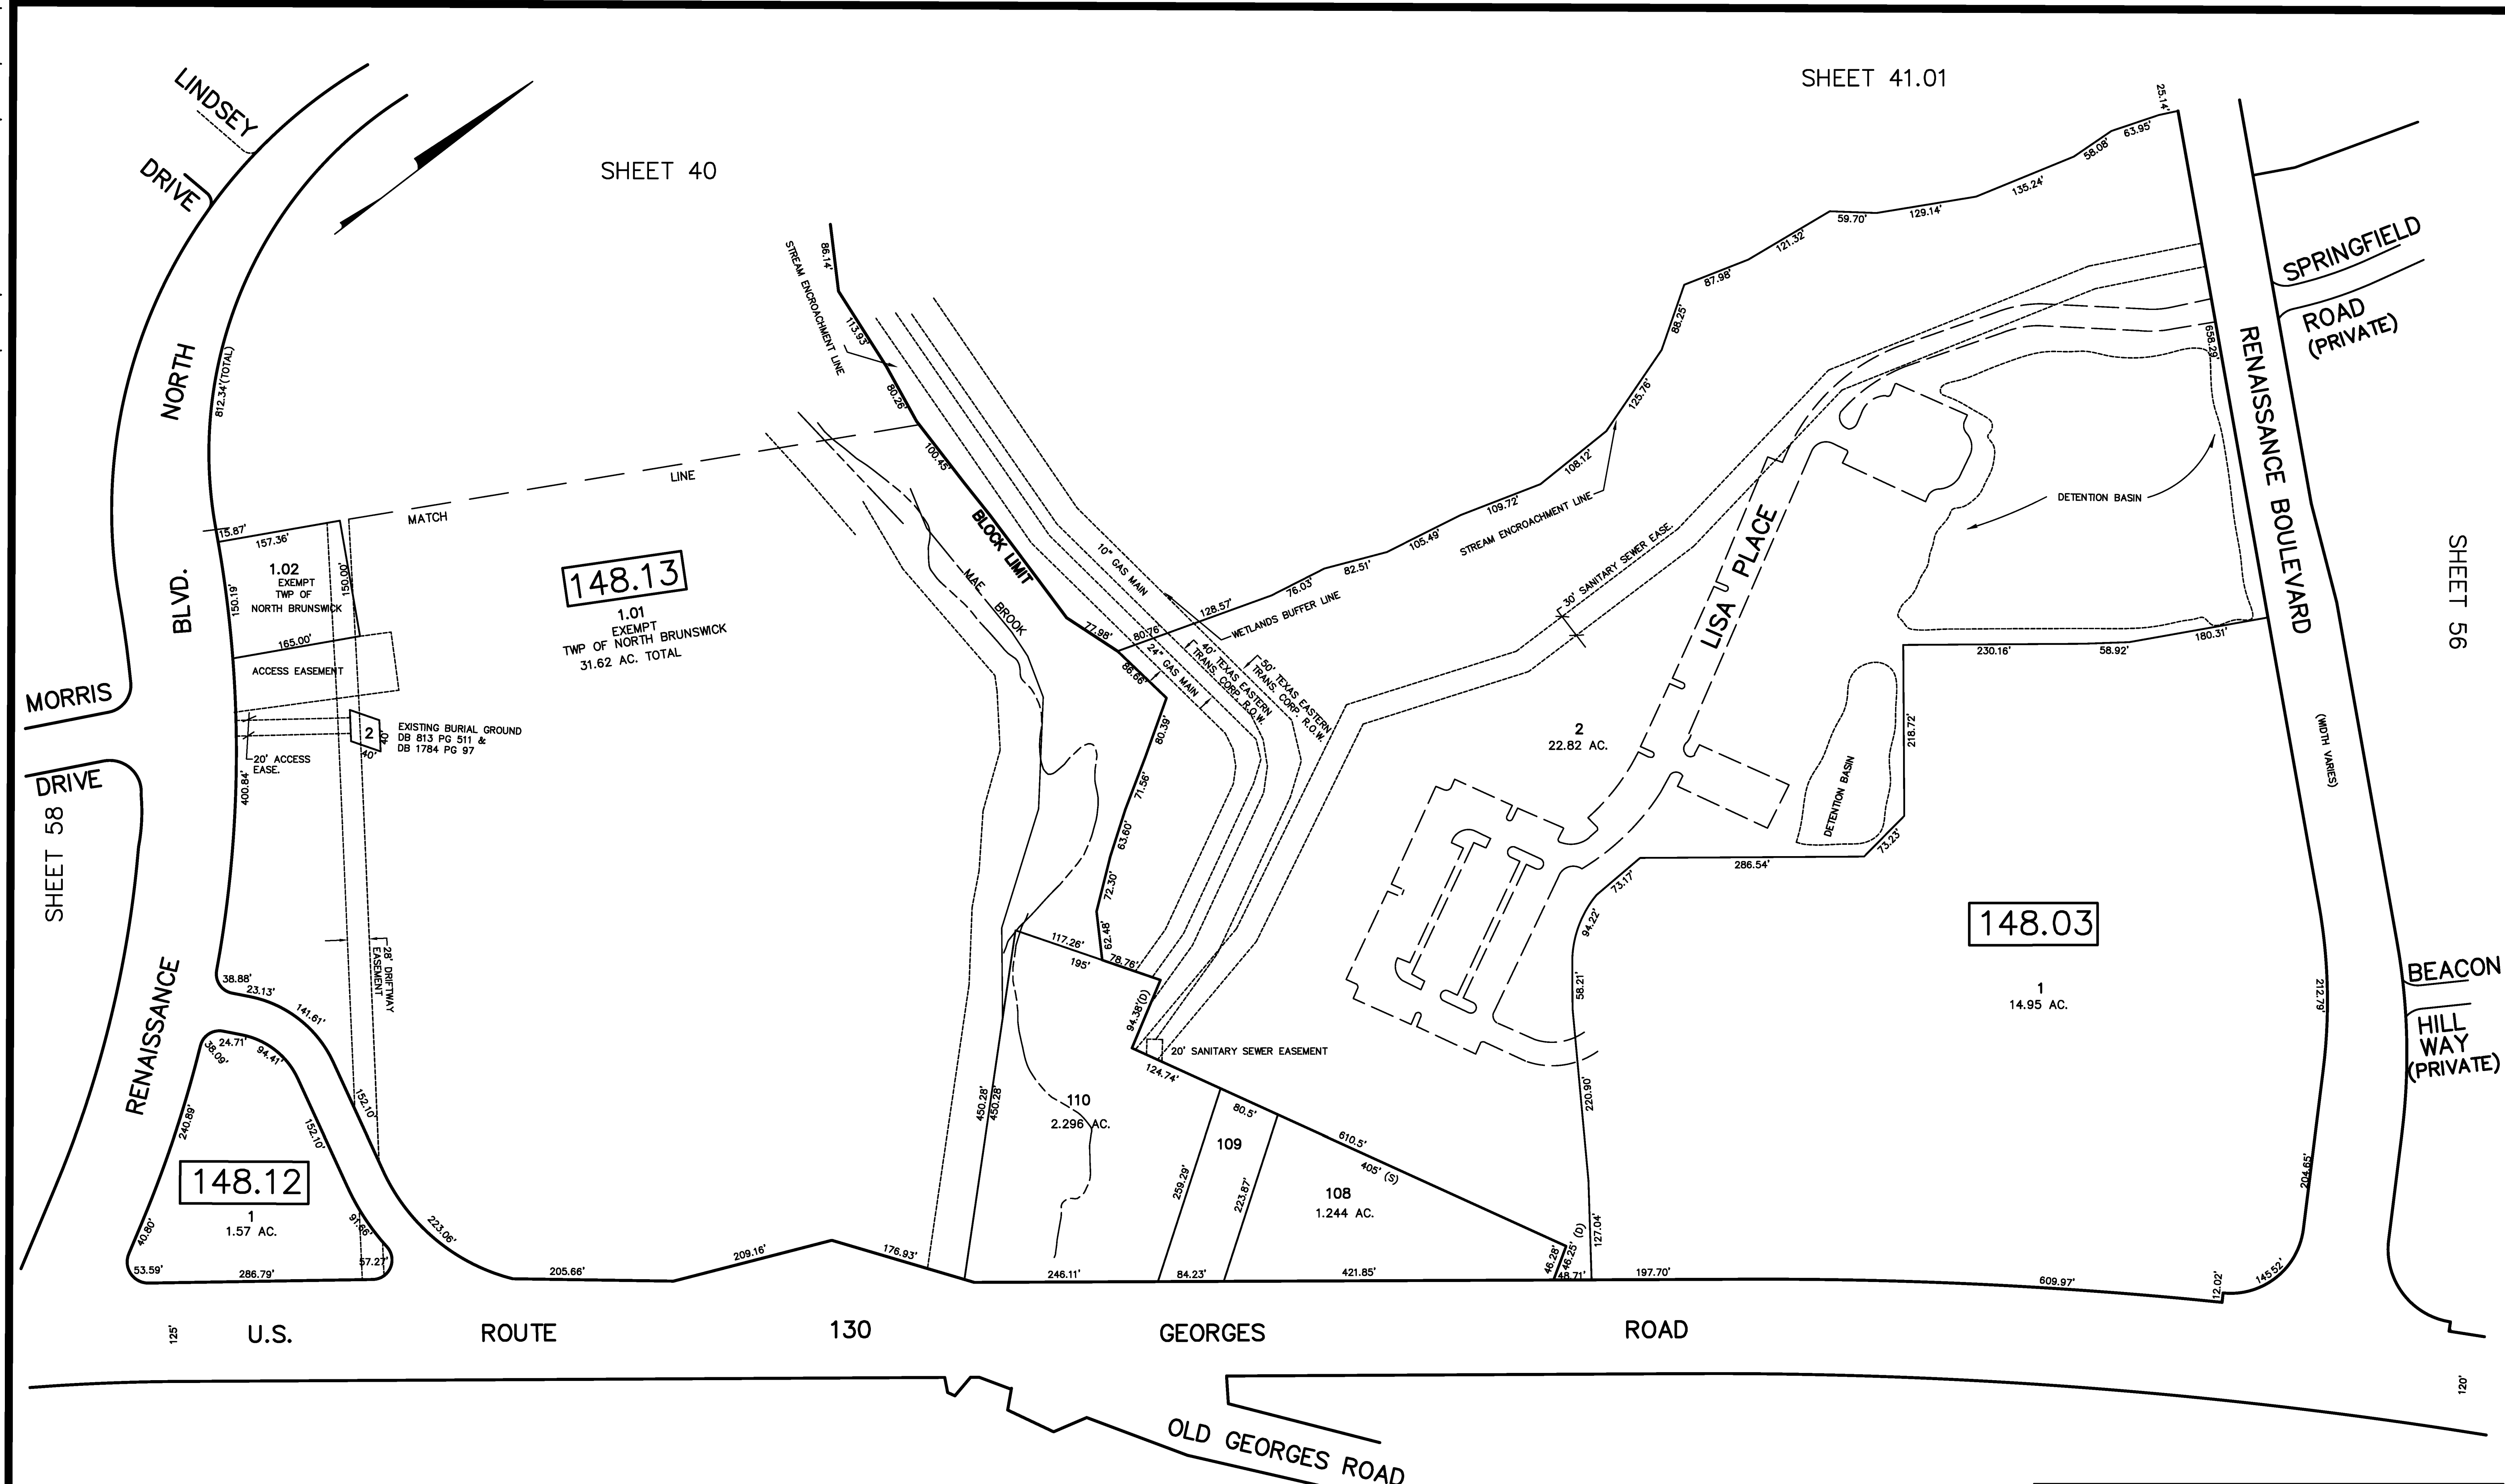 SHEET 41.01
SHEET 40
LINDSEY
DRIVE
NORTH
BLVD.
812.34'(TOTAL)
MATCH
LINE
15.87'
157.36'
1.02
EXEMPT
TWP OF
NORTH BRUNSWICK
150.19'
150.00'
165.00'
ACCESS EASEMENT
148.13
1.01
EXEMPT
TWP OF NORTH BRUNSWICK
31.62 AC. TOTAL
MORRIS
DRIVE
SHEET 58
2
40'
40'
EXISTING BURIAL GROUND
DB 813 PG 511 &
DB 1784 PG 97
20' ACCESS
EASE.
400.84'
28' DRIFTWAY
EASEMENT
RENAISSANCE
38.88'
23.13'
141.61'
152.10'
223.06'
38.09'
24.71'
94.41'
152.10'
240.89'
148.12
1
1.57 AC.
91.66'
57.27'
40.80'
53.59'
286.79'
205.66'
209.16'
176.93'
86.14'
STREAM ENCROACHMENT LINE
113.93'
80.26'
100.45'
BLOCK LIMIT
MAE
BROOK
77.98'
80.76'
86.66'
80.39'
71.56'
63.60'
72.30'
62.48'
117.26'
195'
78.76'
94.38'(D)
10" GAS MAIN
24" GAS MAIN
40' TEXAS EASTERN
TRANS. CORP. R.O.W.
50' TEXAS EASTERN
TRANS. CORP. R.O.W.
WETLANDS BUFFER LINE
128.57'
76.03'
82.51'
105.49'
109.72'
108.12'
125.76'
88.25'
87.98'
121.32'
59.70'
129.14'
135.24'
58.08'
63.95'
25.14'
STREAM ENCROACHMENT LINE
30' SANITARY SEWER EASE.
LISA PLACE
DETENTION BASIN
658.29'
RENAISSANCE BOULEVARD
(WIDTH VARIES)
SPRINGFIELD
ROAD
(PRIVATE)
SHEET 56
230.16'
58.92'
180.31'
218.72'
DETENTION BASIN
2
22.82 AC.
73.23'
286.54'
73.17'
94.22'
58.21'
220.90'
127.04'
148.03
1
14.95 AC.
212.79'
204.65'
BEACON
HILL
WAY
(PRIVATE)
20' SANITARY SEWER EASEMENT
124.74'
450.28'
450.28'
110
2.296 AC.
80.5'
109
259.29'
223.87'
610.5'
405' (S)
108
1.244 AC.
46.28'
46.25' (D)
246.11'
84.23'
421.85'
48.71'
197.70'
609.97'
12.02'
145.52'
125'
U.S. ROUTE 130 GEORGES ROAD
120'
OLD GEORGES ROAD